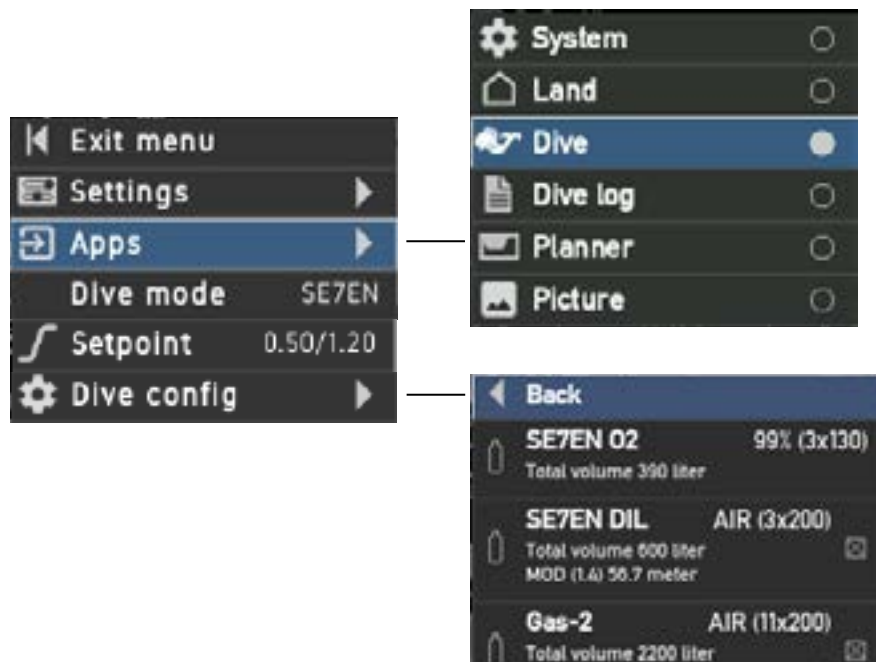 System
Land
Dive
Dive log
Planner
Picture
Exit menu
Settings
Apps
Dive mode SE7EN
Setpoint 0.50/1.20
Dive config
Back
SE7EN O2 99% (3x130)
Total volume 390 liter
SE7EN DIL AIR (3x200)
Total volume 600 liter
MOD (1.4) 56.7 meter
Gas-2 AIR (11x200)
Total volume 2200 liter